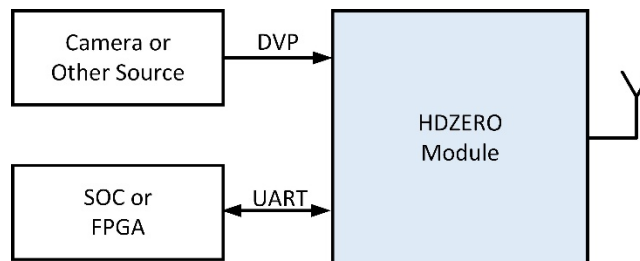 Camera or
Other Source
DVP
HDZERO
Module
SOC or
FPGA
UART